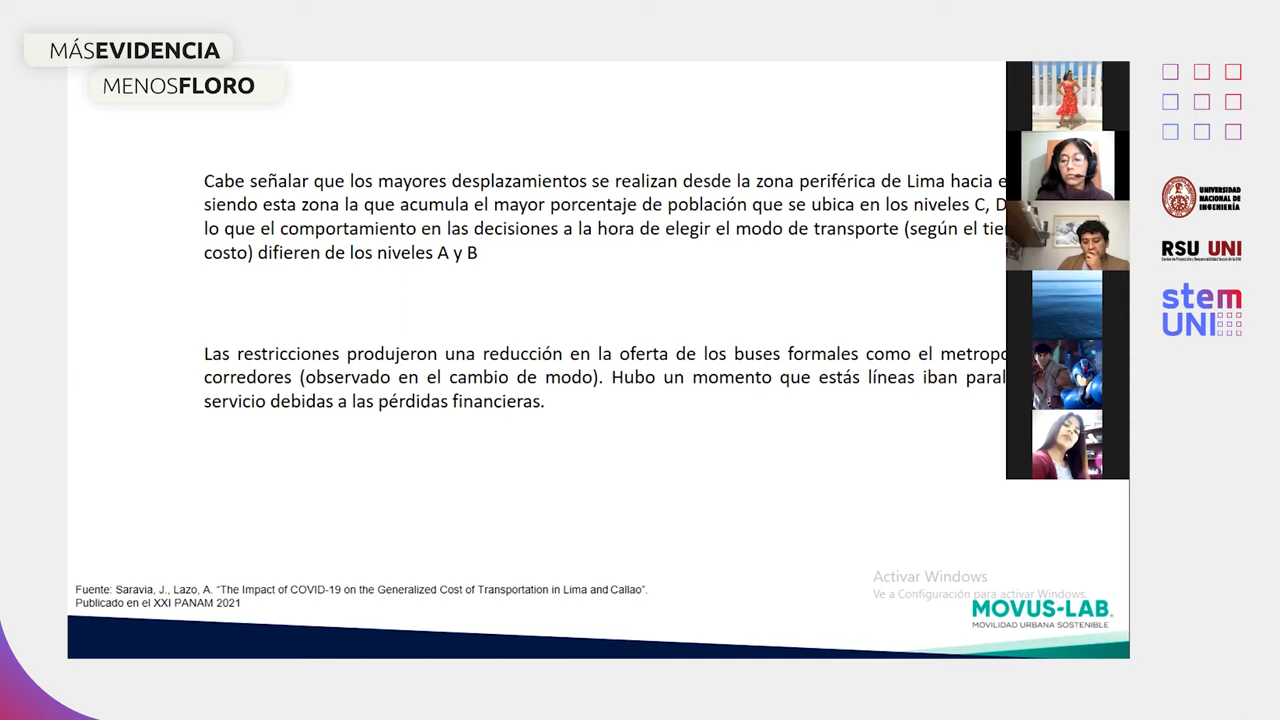 MÁSEVIDENCIA
MENOSFLORO
Cabe señalar que los mayores desplazamientos se realizan desde la zona periférica de Lima hacia e
siendo esta zona la que acumula el mayor porcentaje de población que se ubica en los niveles C, D
lo que el comportamiento en las decisiones a la hora de elegir el modo de transporte (según el tie
costo) difieren de los niveles A y B
Las restricciones produjeron una reducción en la oferta de los buses formales como el metropo
corredores (observado en el cambio de modo). Hubo un momento que estás líneas iban paral
servicio debidas a las pérdidas financieras.
Fuente: Saravia, J., Lazo, A. “The Impact of COVID-19 on the Generalized Cost of Transportation in Lima and Callao”.
Publicado en el XXI PANAM 2021
Activar Windows
Ve a Configuración para activar Windows.
MOVUS-LAB.
MOVILIDAD URBANA SOSTENIBLE
UNIVERSIDAD
NACIONAL DE
INGENIERÍA
RSU UNI
stem
UNI